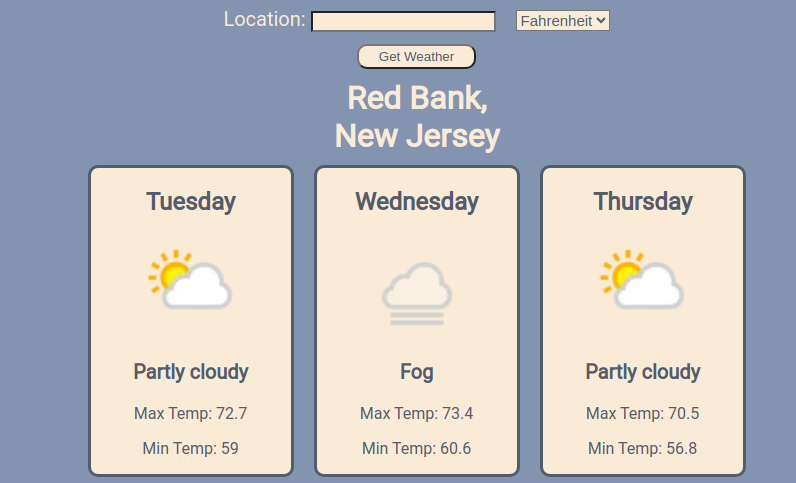 Location: Fahrenheit
Get Weather
Red Bank,
New Jersey
Tuesday
Partly cloudy
Max Temp: 72.7
Min Temp: 59
Wednesday
Fog
Max Temp: 73.4
Min Temp: 60.6
Thursday
Partly cloudy
Max Temp: 70.5
Min Temp: 56.8